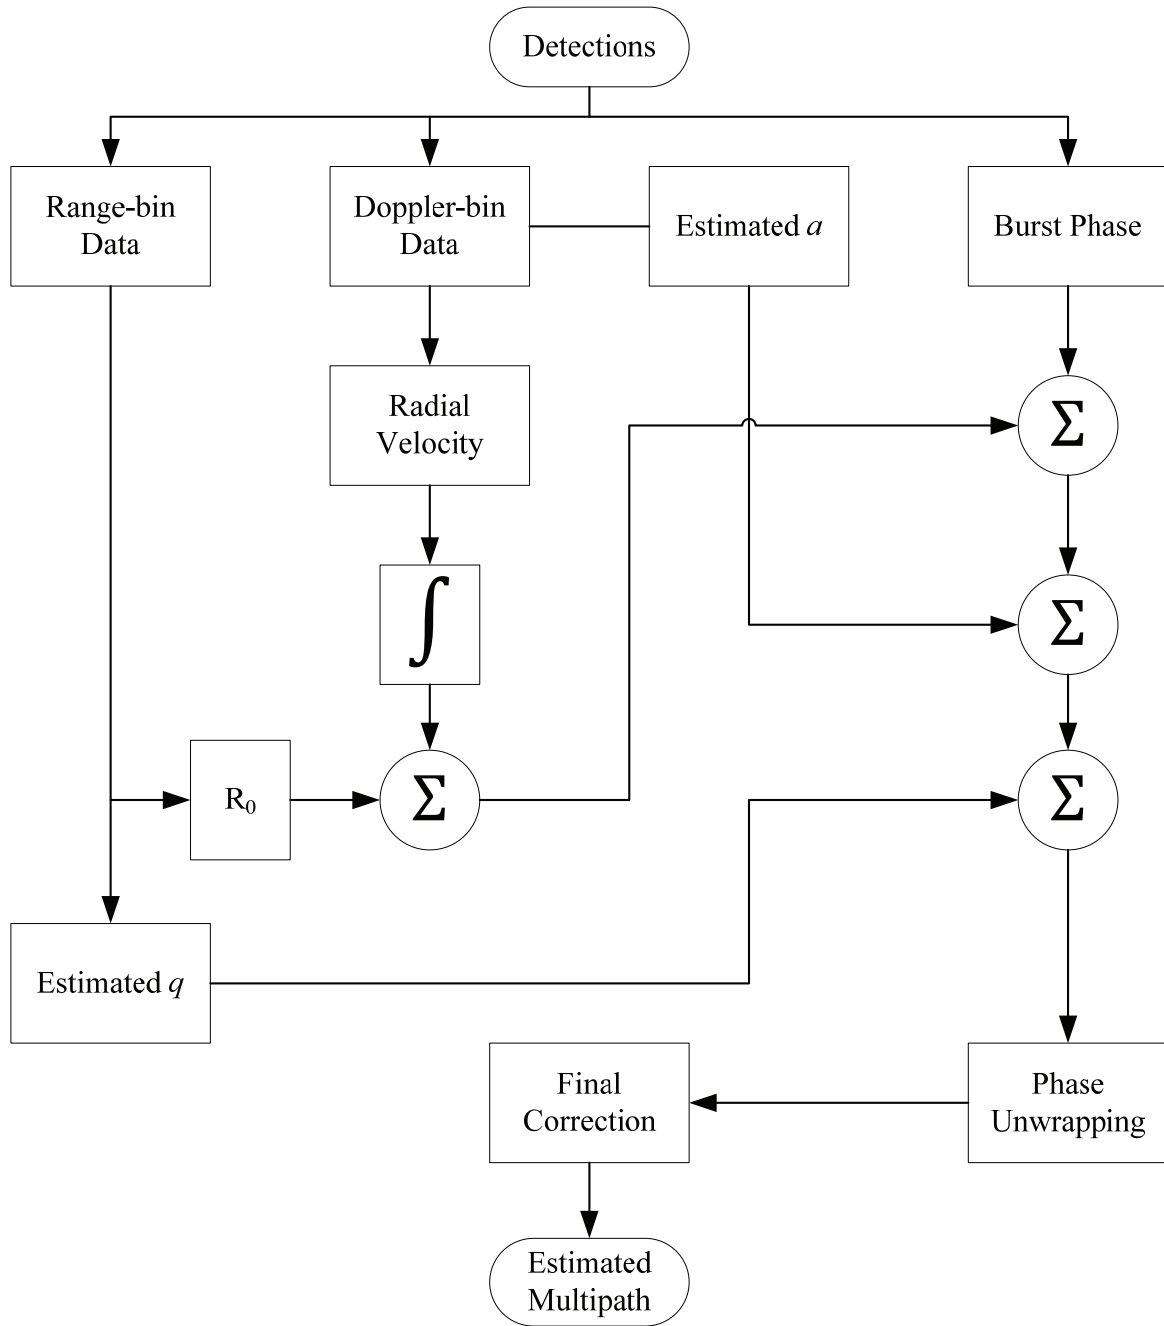 Detections
Range-bin
Data
Doppler-bin
Data
Estimated a
Burst Phase
Radial
Velocity
Σ
∫
Σ
R₀
Σ
Σ
Estimated q
Final
Correction
Phase
Unwrapping
Estimated
Multipath